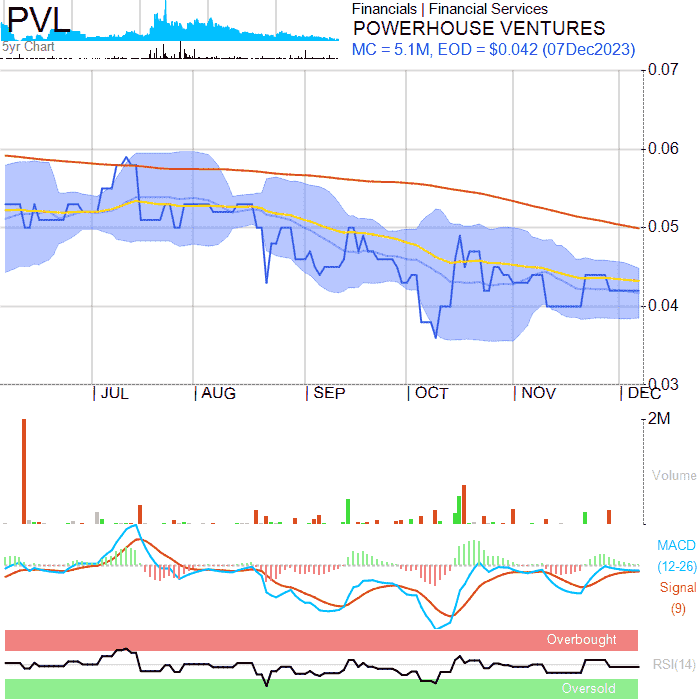 PVL
5yr Chart
Financials | Financial Services
POWERHOUSE VENTURES
MC = 5.1M, EOD = $0.042 (07Dec2023)
0.07
0.06
0.05
0.04
0.03
JUL AUG SEP OCT NOV DEC
2M
Volume
MACD
(12-26)
Signal
(9)
Overbought
RSI(14)
Oversold